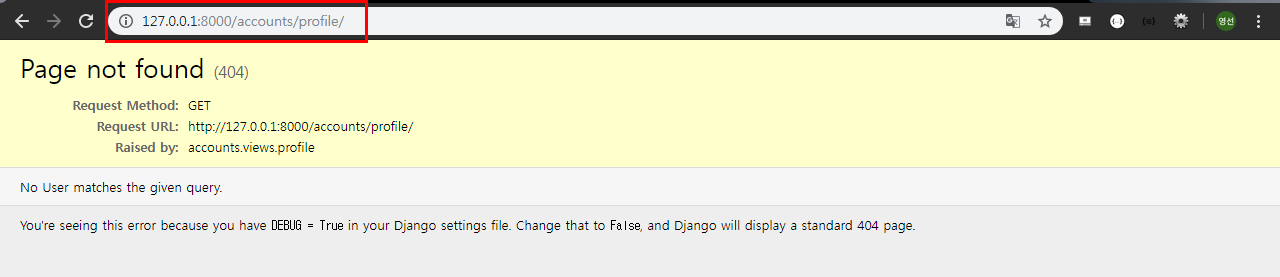 127.0.0.1:8000/accounts/profile/
영선
Page not found (404)
Request Method: GET
Request URL: http://127.0.0.1:8000/accounts/profile/
Raised by: accounts.views.profile
No User matches the given query.
You're seeing this error because you have DEBUG = True in your Django settings file. Change that to False, and Django will display a standard 404 page.